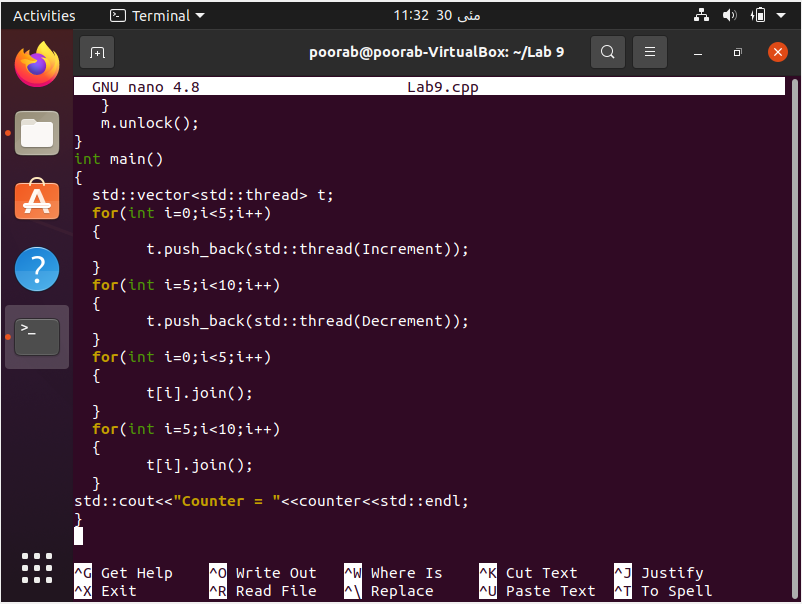 Activities Terminal 11:32 30 مئی
poorab@poorab-VirtualBox: ~/Lab 9
GNU nano 4.8 Lab9.cpp
}
m.unlock();
}
int main()
{
std::vector<std::thread> t;
for(int i=0;i<5;i++)
{
t.push_back(std::thread(Increment));
}
for(int i=5;i<10;i++)
{
t.push_back(std::thread(Decrement));
}
for(int i=0;i<5;i++)
{
t[i].join();
}
for(int i=5;i<10;i++)
{
t[i].join();
}
std::cout<<"Counter = "<<counter<<std::endl;
}
^G Get Help ^O Write Out ^W Where Is ^K Cut Text ^J Justify
^X Exit ^R Read File ^\ Replace ^U Paste Text ^T To Spell